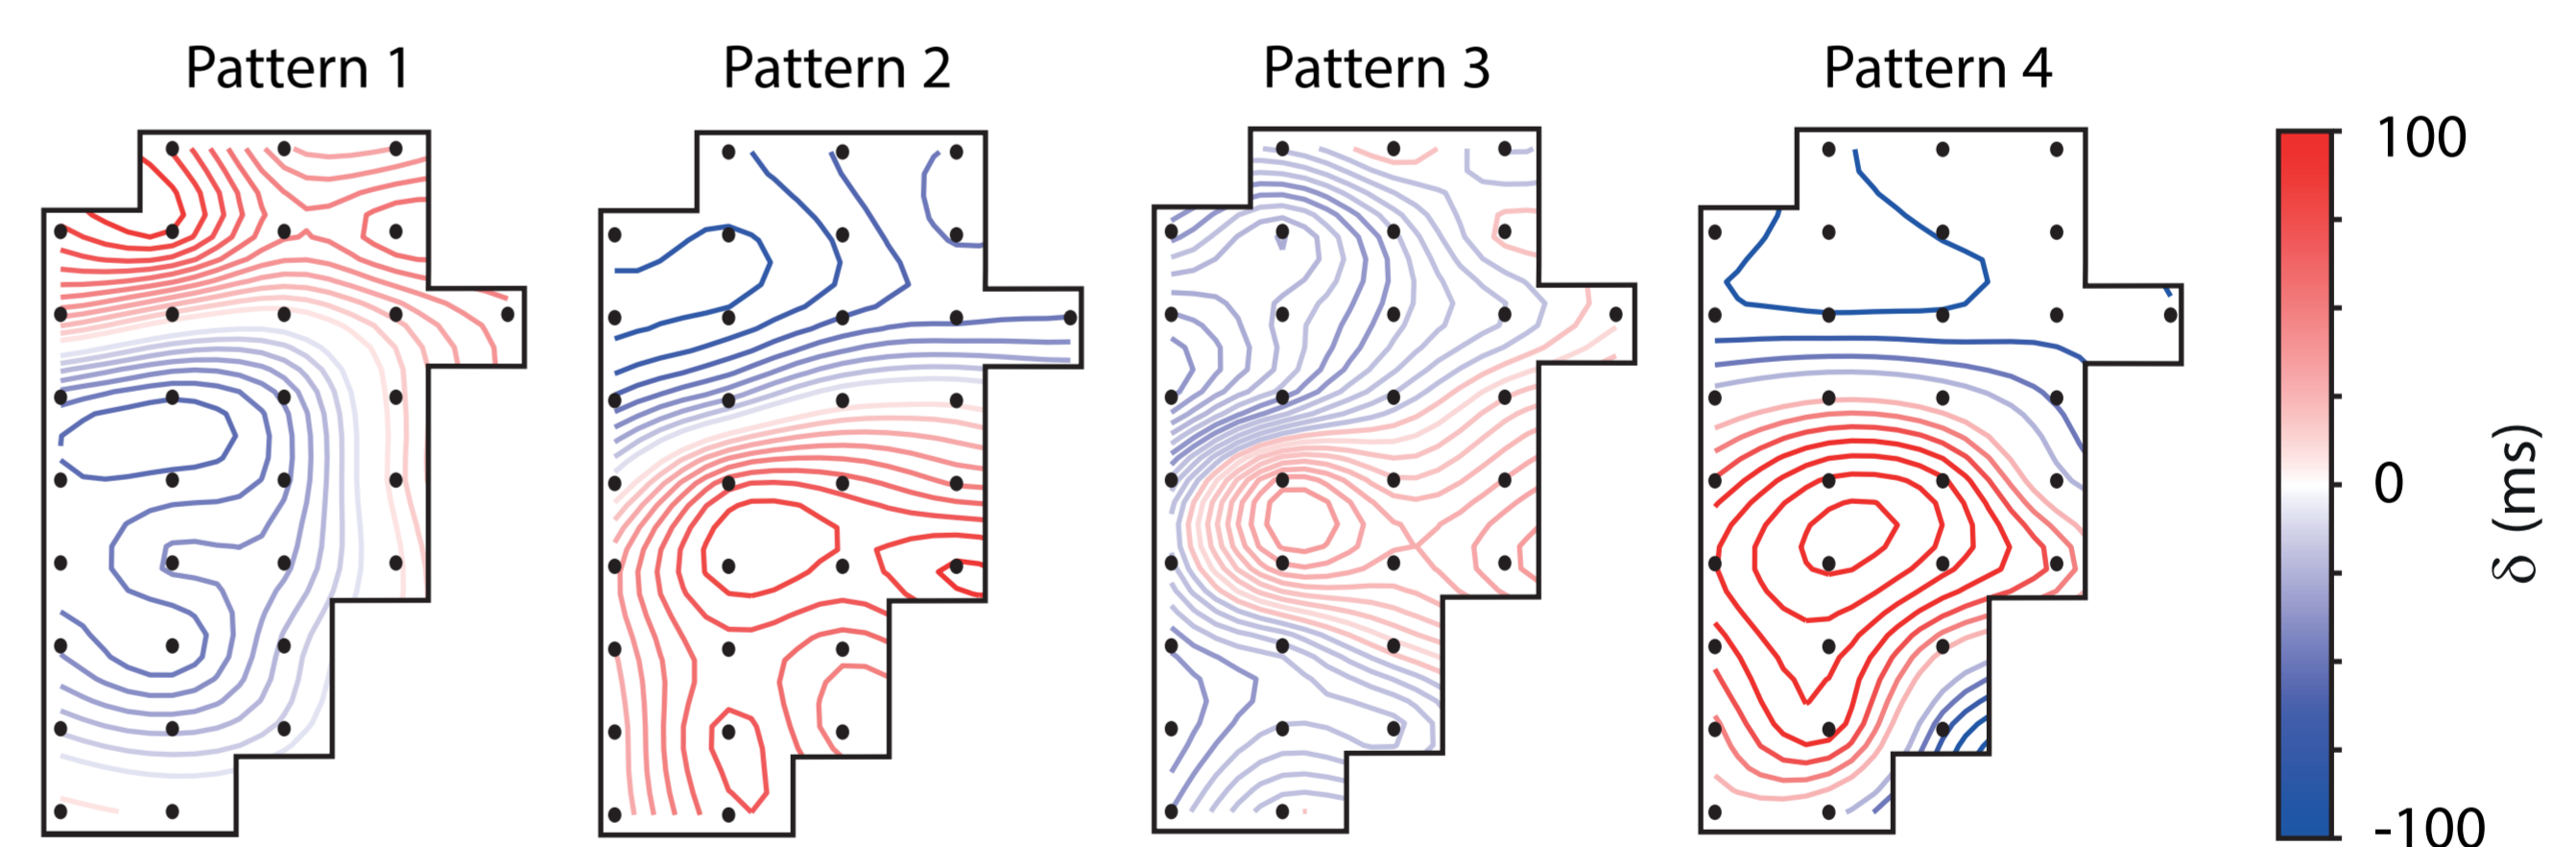 Pattern 1
Pattern 2
Pattern 3
Pattern 4
100
0
-100
δ (ms)